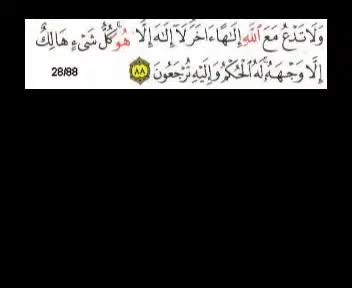 وَلَا تَدْعُ مَعَ ٱللَّهِ إِلَـٰهًا ءَاخَرَ لَآ إِلَـٰهَ إِلَّا هُوَ ۚ كُلُّ شَىْءٍ هَالِكٌ
إِلَّا وَجْهَهُۥ ۚ لَهُ ٱلْحُكْمُ وَإِلَيْهِ تُرْجَعُونَ ٨٨ 28/88